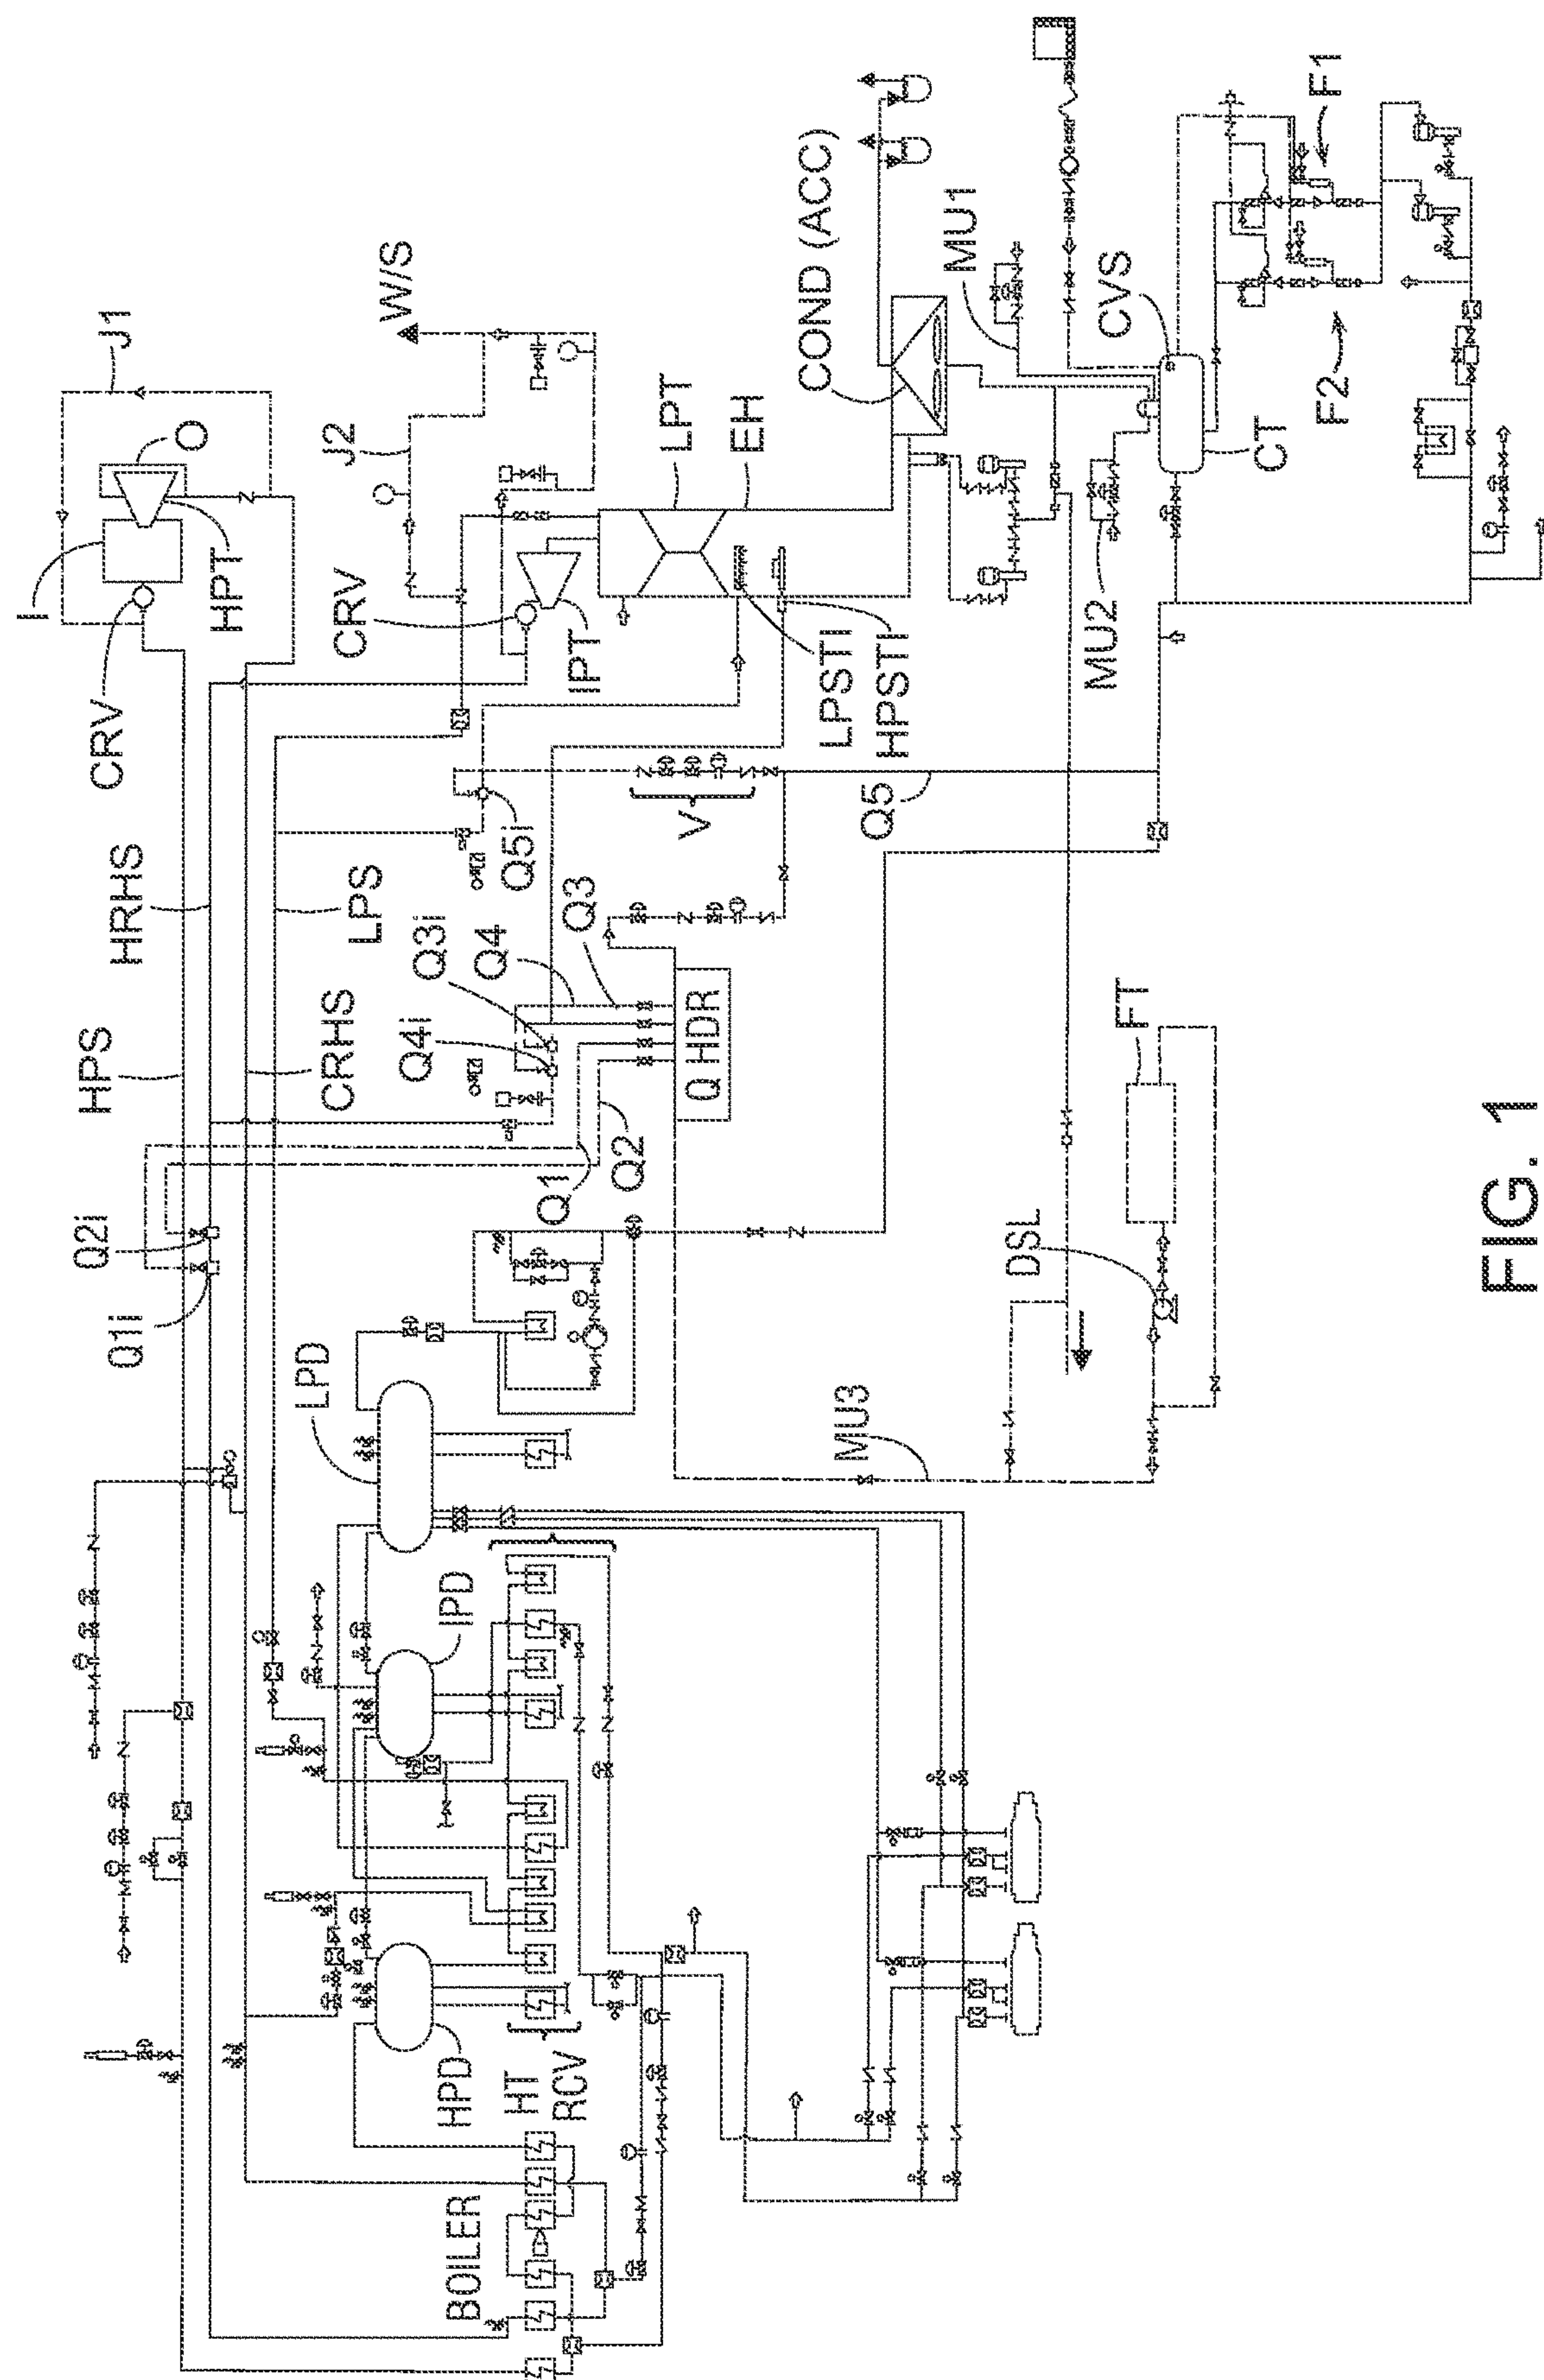 J1
O
I
HPT
CRV
W/S
J2
CRV
IPT
LPT
EH
LPSTI
HPSTI
COND (ACC)
MU1
CVS
F1
F2
CT
MU2
HPS
HRHS
CRHS
LPS
Q5i
V
Q5
Q3i
Q4
Q3
Q4i
Q HDR
Q1
Q2
Q2i
Q1i
FT
DSL
MU3
LPD
IPD
HPD
HT
RCV
BOILER
FIG. 1